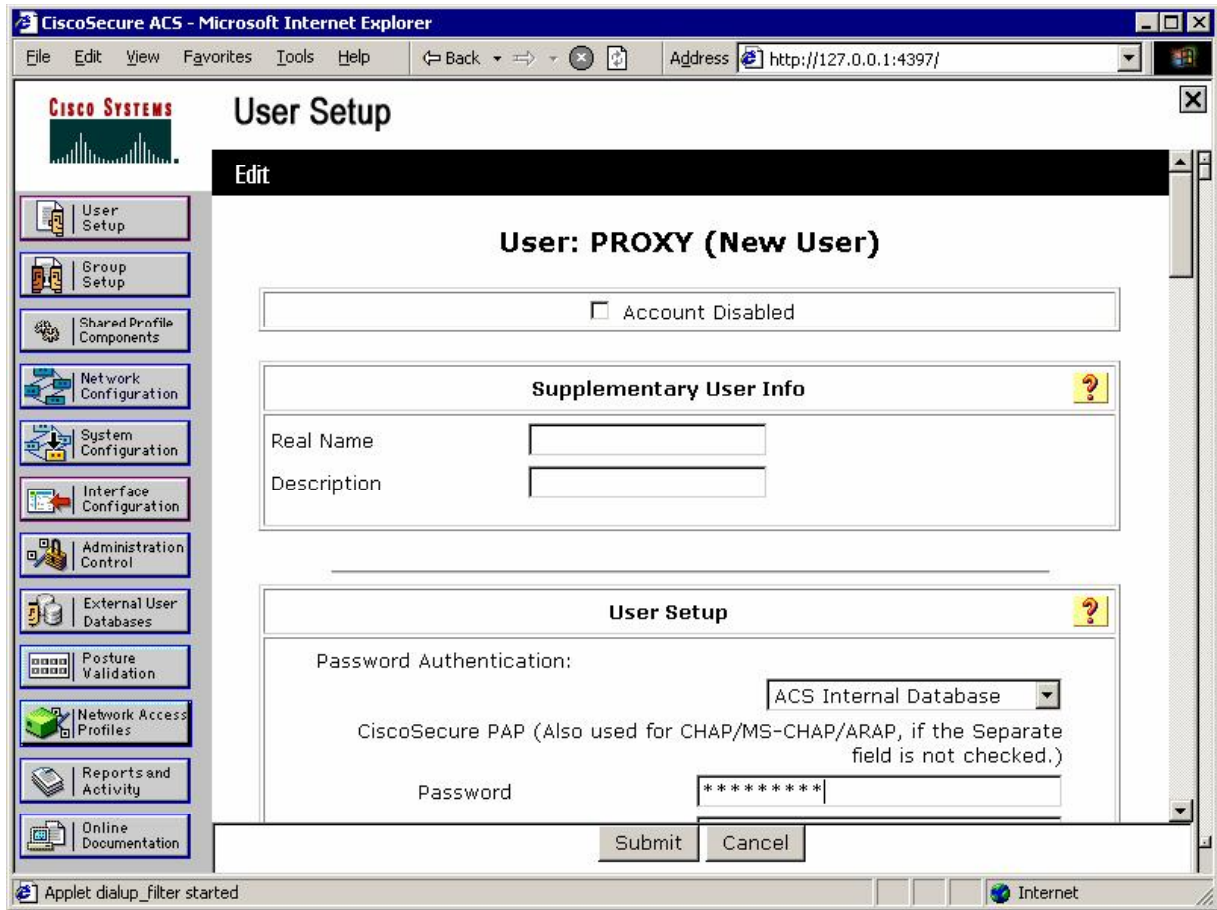 CiscoSecure ACS - Microsoft Internet Explorer
File Edit View Favorites Tools Help Back Address http://127.0.0.1:4397/
CISCO SYSTEMS
User Setup
Edit
User
Setup
Group
Setup
Shared Profile
Components
Network
Configuration
System
Configuration
Interface
Configuration
Administration
Control
External User
Databases
Posture
Validation
Network Access
Profiles
Reports and
Activity
Online
Documentation
User: PROXY (New User)
Account Disabled
Supplementary User Info
Real Name
Description
User Setup
Password Authentication:
ACS Internal Database
CiscoSecure PAP (Also used for CHAP/MS-CHAP/ARAP, if the Separate
field is not checked.)
Password *********
Submit Cancel
Applet dialup_filter started Internet